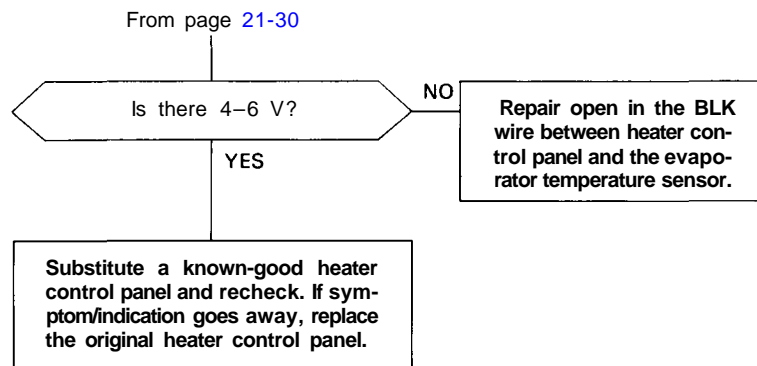 From page 21-30
Is there 4–6 V?
NO
Repair open in the BLK
wire between heater con-
trol panel and the evapo-
rator temperature sensor.
YES
Substitute a known-good heater
control panel and recheck. If sym-
ptom/indication goes away, replace
the original heater control panel.